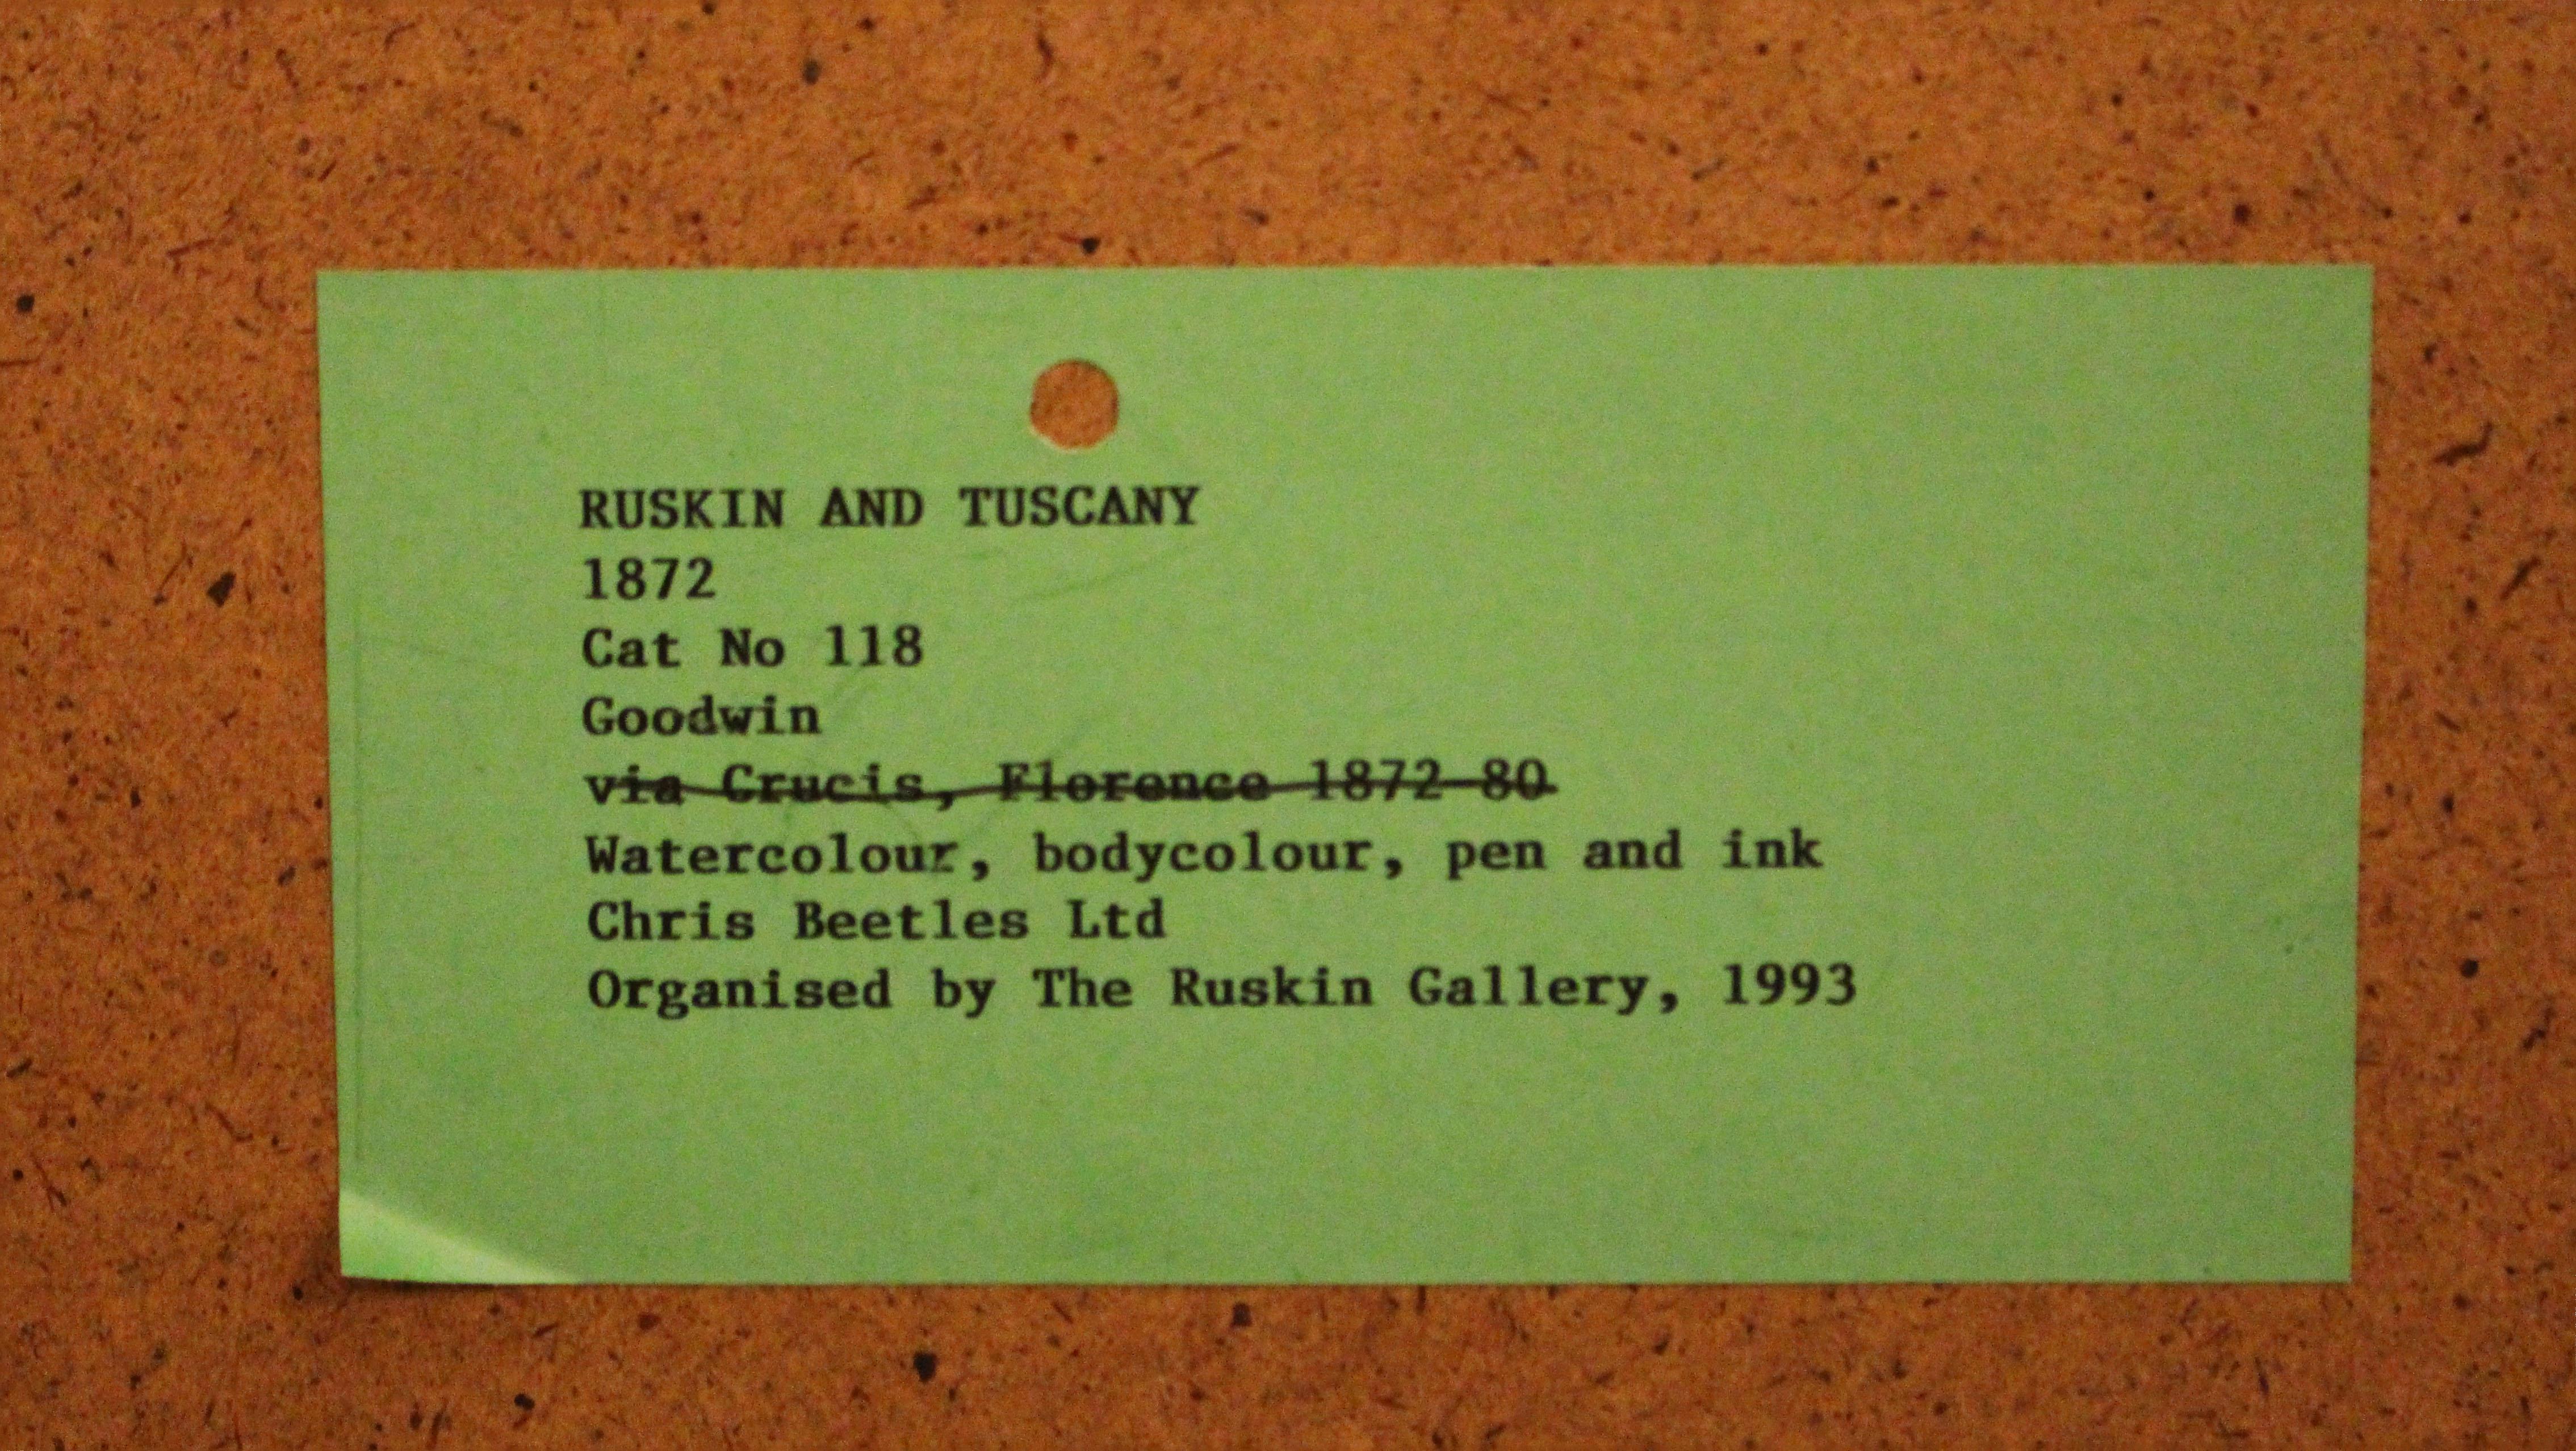 RUSKIN AND TUSCANY
1872
Cat No 118
Goodwin
via Crucis, Florence 1872-80
Watercolour, bodycolour, pen and ink
Chris Beetles Ltd
Organised by The Ruskin Gallery, 1993